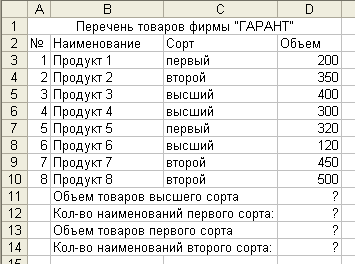 A B C D
1 Перечень товаров фирмы "ГАРАНТ"
2 № Наименование Сорт Объем
3 1 Продукт 1 первый 200
4 2 Продукт 2 второй 350
5 3 Продукт 3 высший 400
6 4 Продукт 4 высший 300
7 5 Продукт 5 первый 320
8 6 Продукт 6 высший 120
9 7 Продукт 7 второй 450
10 8 Продукт 8 второй 500
11 Объем товаров высшего сорта ?
12 Кол-во наименований первого сорта: ?
13 Объем товаров первого сорта ?
14 Кол-во наименований второго сорта: ?